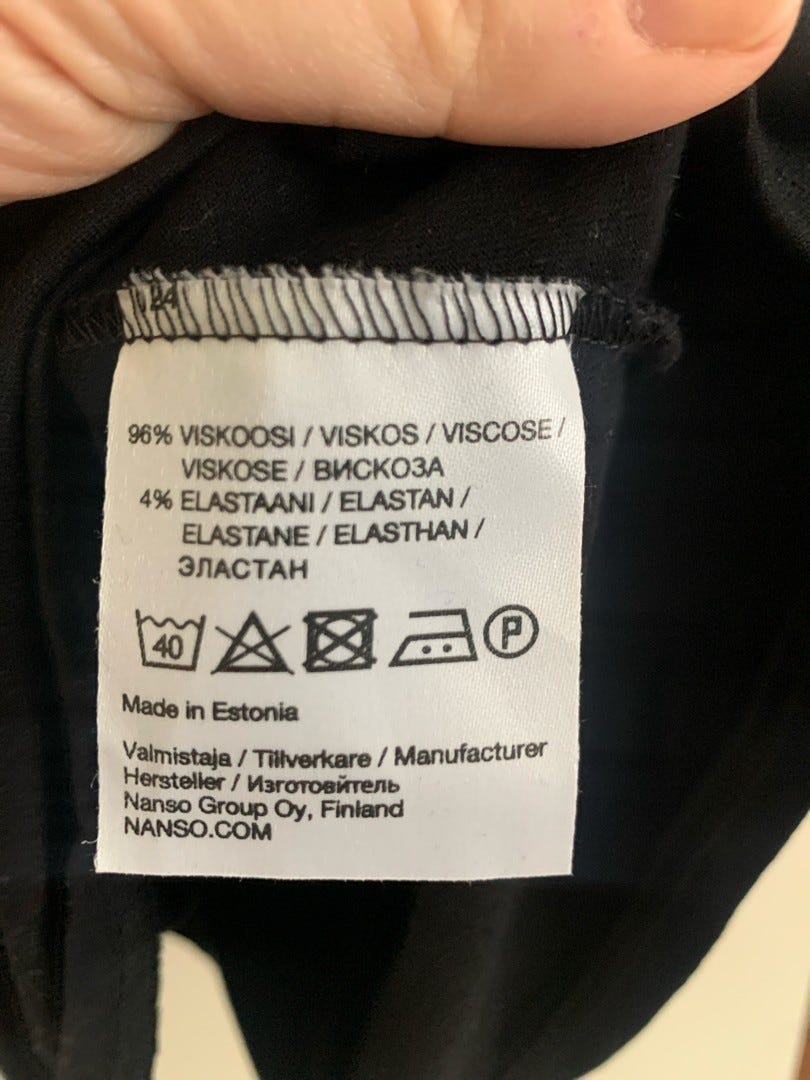 24
96% VISKOOSI / VISKOS / VISCOSE /
VISKOSE / ВИСКОЗА
4% ELASTAANI / ELASTAN /
ELASTANE / ELASTHAN /
ЭЛАСТАН
40 P
Made in Estonia
Valmistaja / Tillverkare / Manufacturer
Hersteller / Изготовитель
Nanso Group Oy, Finland
NANSO.COM